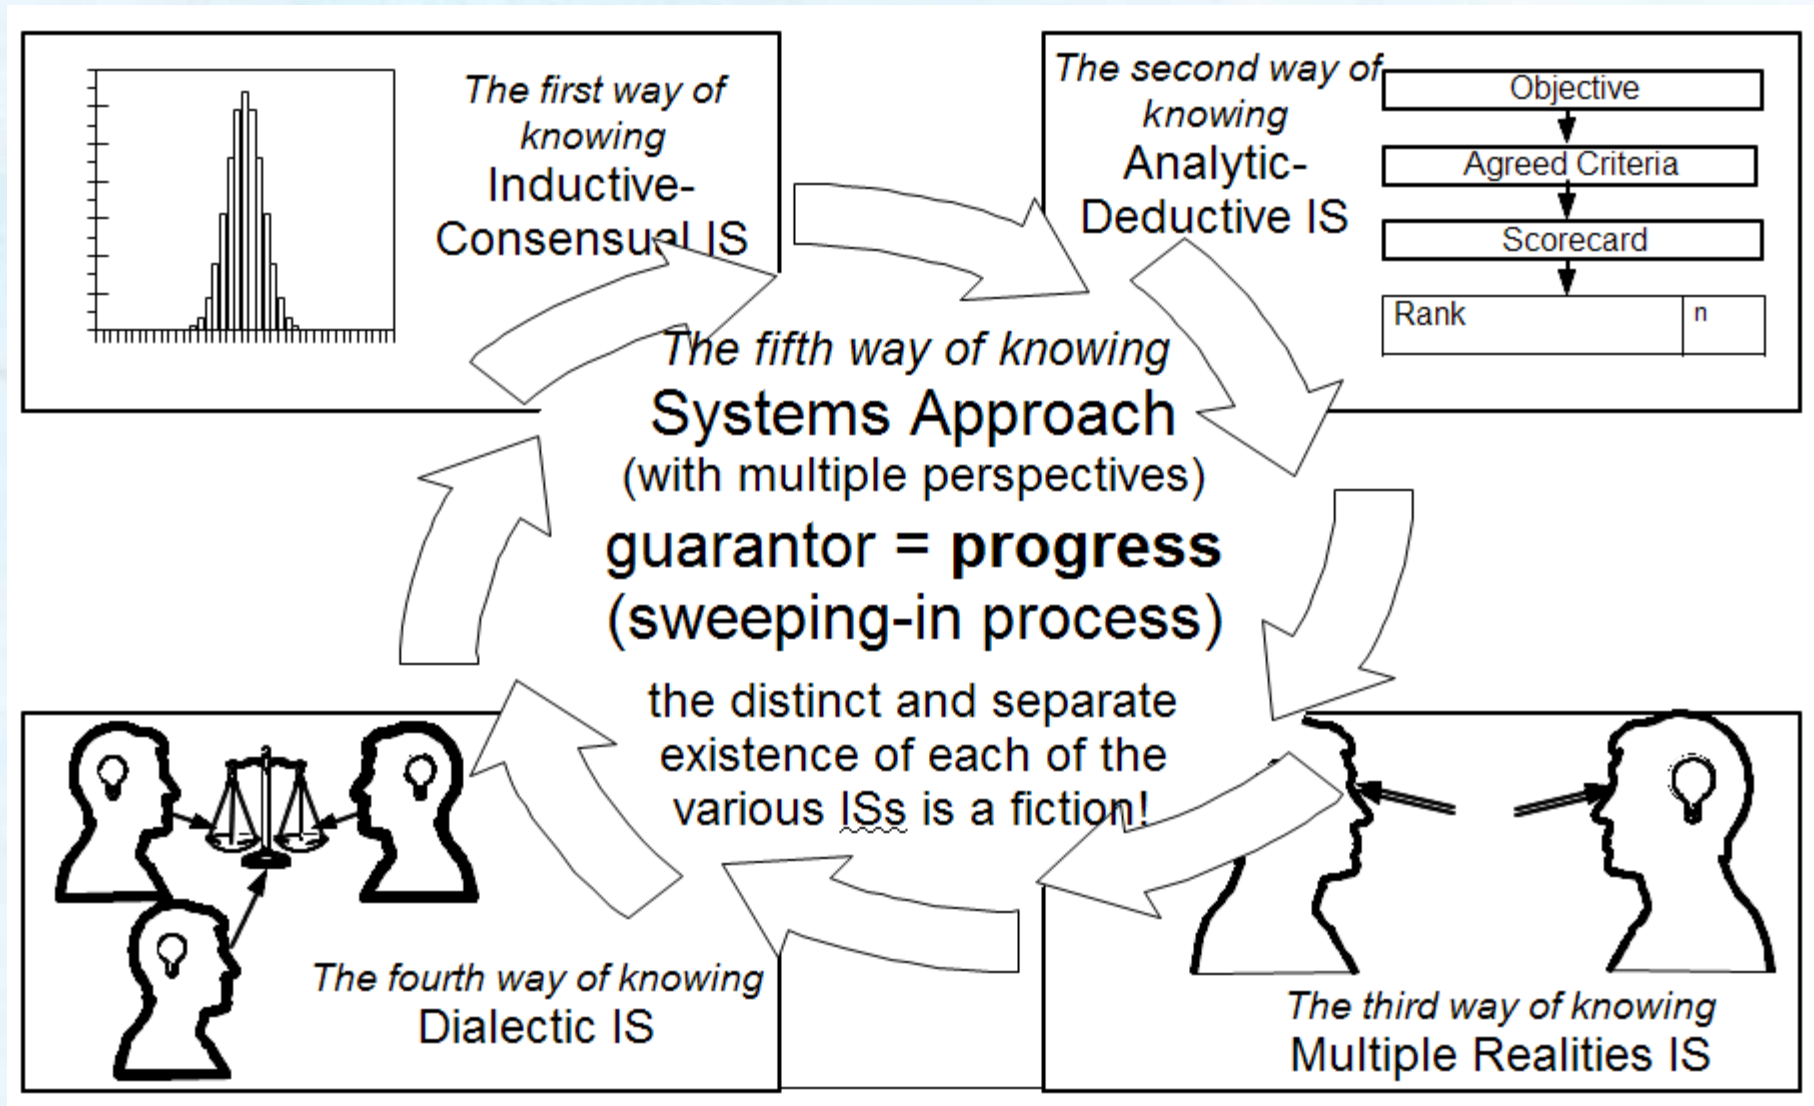 The first way of
knowing
Inductive-
Consensual IS
The second way of
knowing
Analytic-
Deductive IS
Objective
Agreed Criteria
Scorecard
Rank
n
The fifth way of knowing
Systems Approach
(with multiple perspectives)
guarantor = progress
(sweeping-in process)
the distinct and separate
existence of each of the
various ISs is a fiction!
The fourth way of knowing
Dialectic IS
The third way of knowing
Multiple Realities IS